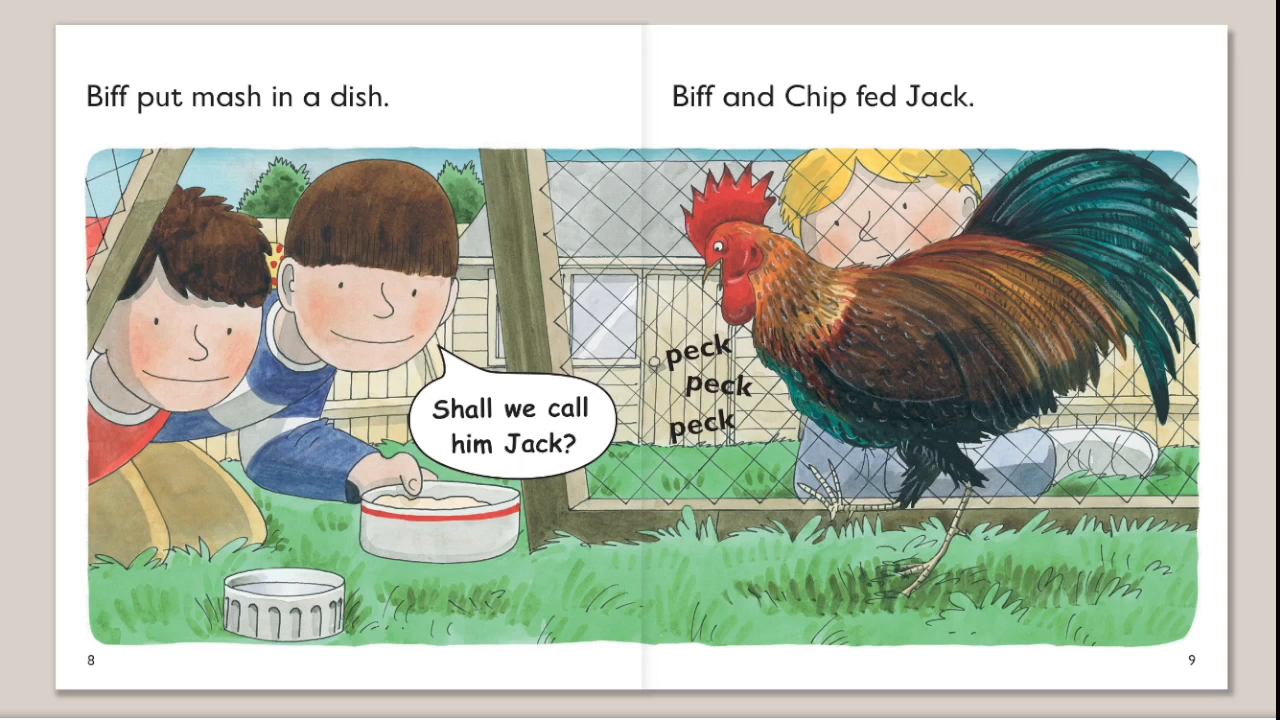 Biff put mash in a dish.
Shall we call
him Jack?
8
Biff and Chip fed Jack.
peck
peck
peck
9